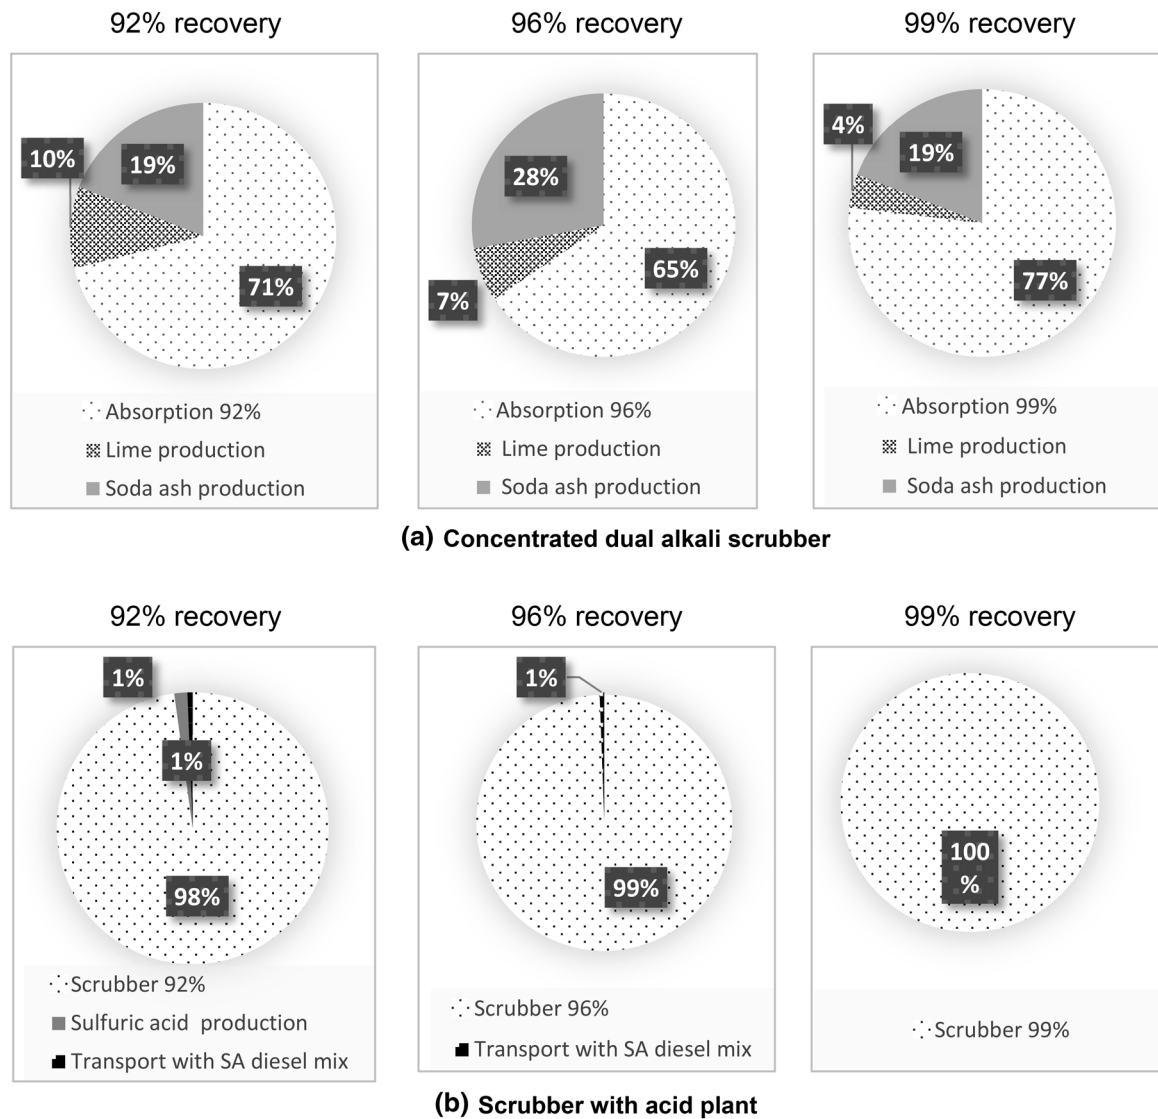 92% recovery
96% recovery
99% recovery
10%
19%
71%
Absorption 92%
Lime production
Soda ash production
28%
65%
7%
Absorption 96%
Lime production
Soda ash production
4%
19%
77%
Absorption 99%
Lime production
Soda ash production
(a) Concentrated dual alkali scrubber
92% recovery
96% recovery
99% recovery
1%
1%
98%
Scrubber 92%
Sulfuric acid production
Transport with SA diesel mix
1%
99%
Scrubber 96%
Transport with SA diesel mix
100
%
Scrubber 99%
(b) Scrubber with acid plant